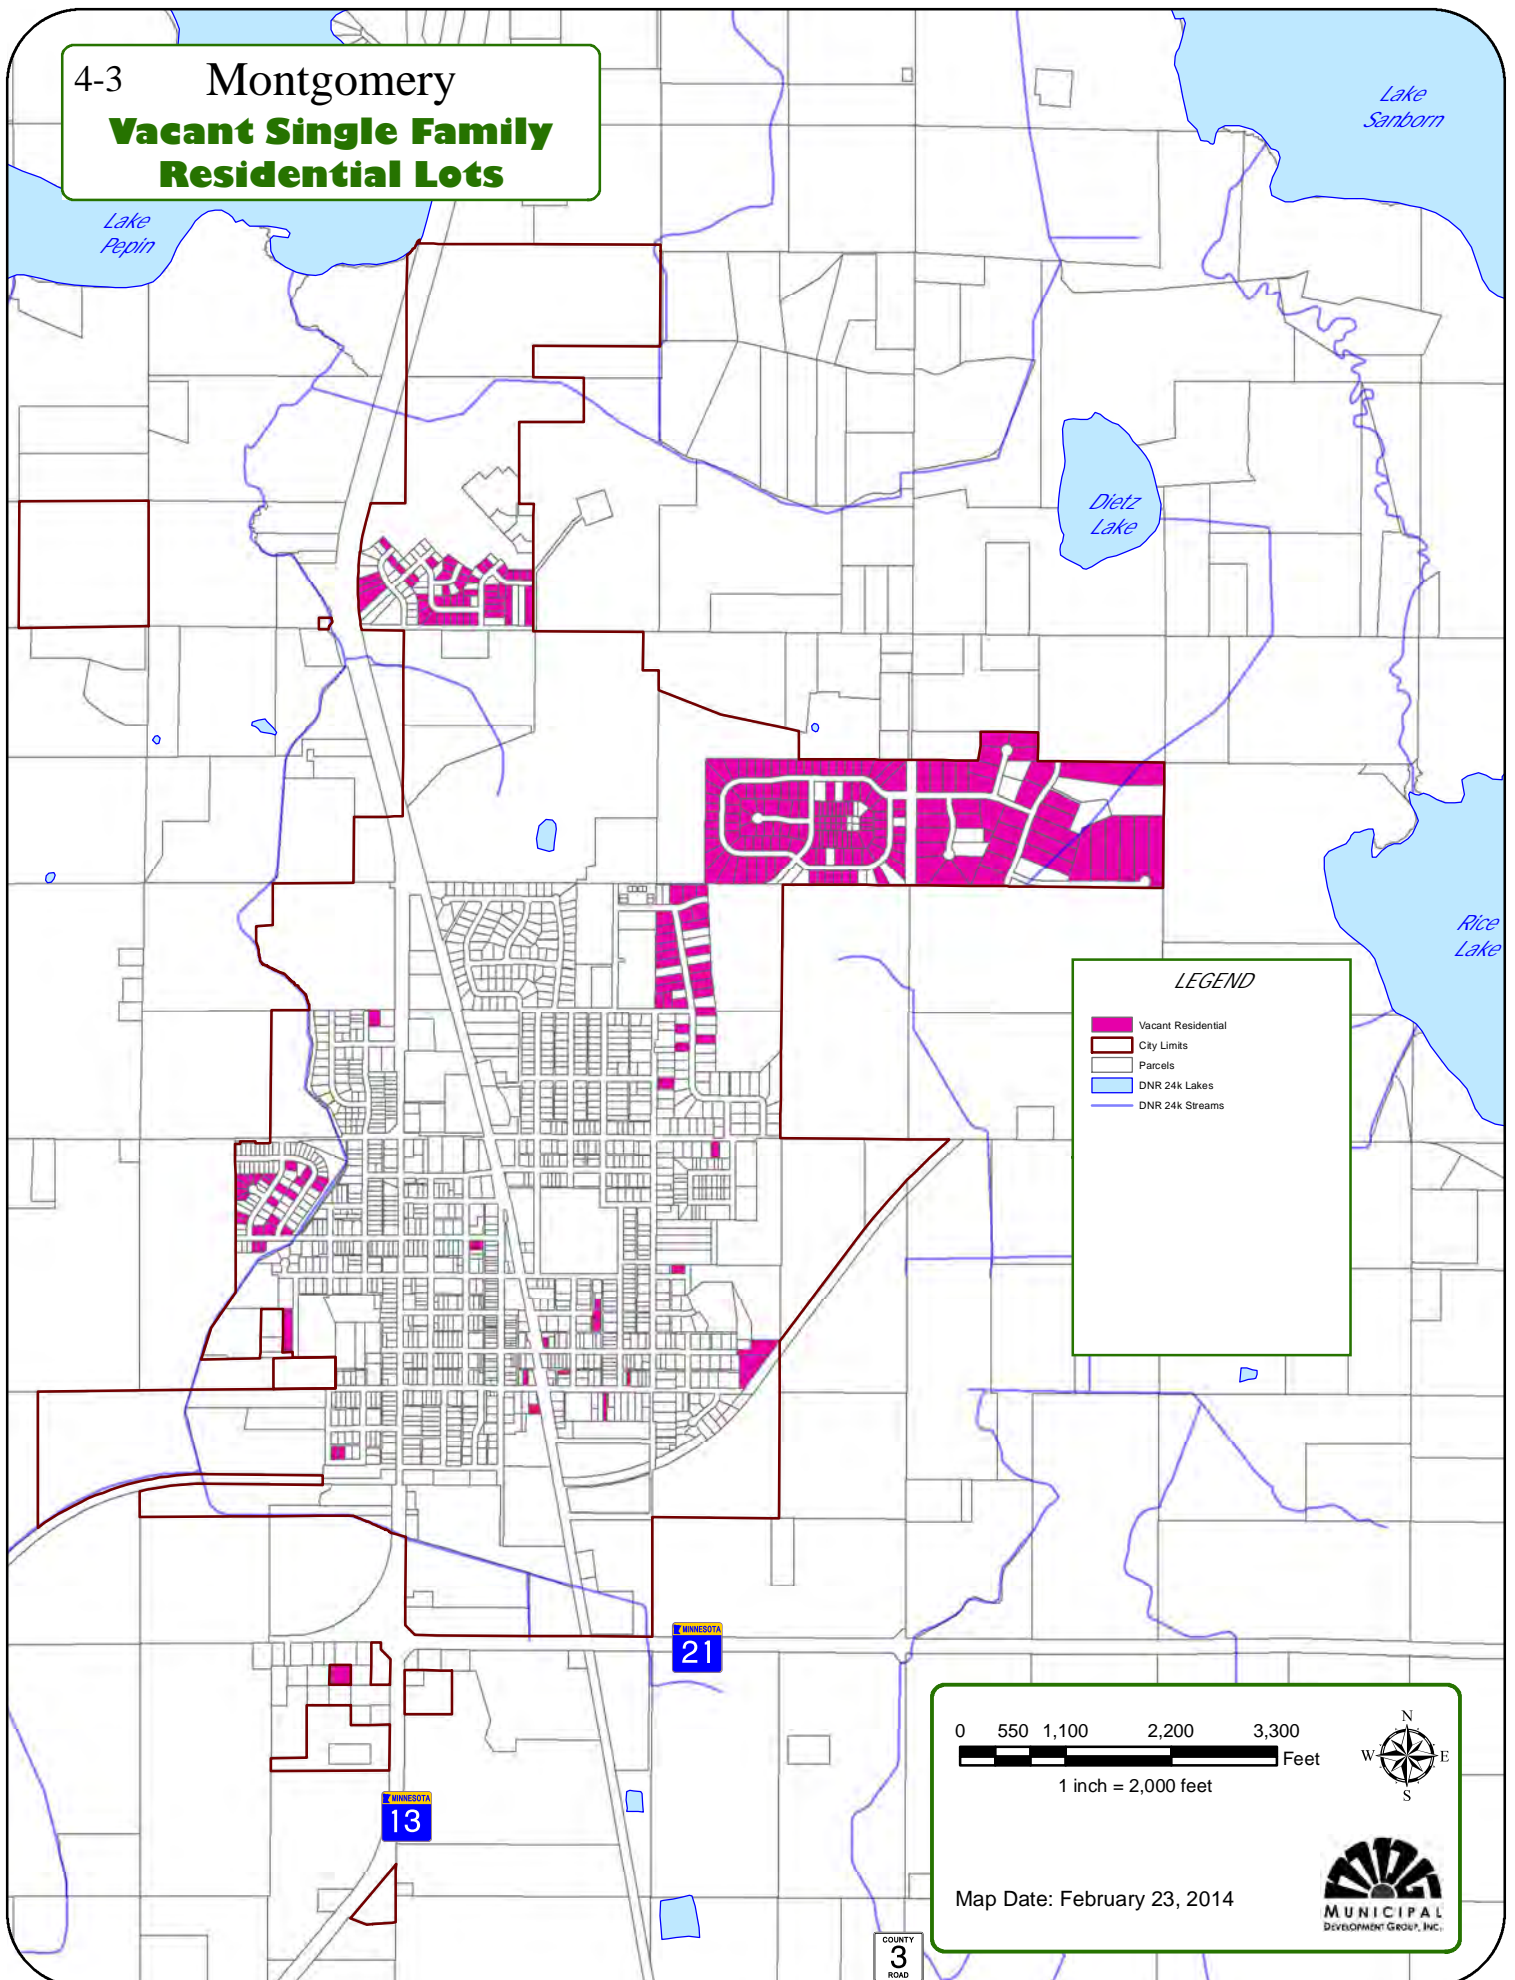 4-3 Montgomery
Vacant Single Family
Residential Lots
Lake
Sanborn
Lake
Pepin
Dietz
Lake
Rice
Lake
LEGEND
Vacant Residential
City Limits
Parcels
DNR 24k Lakes
DNR 24k Streams
MINNESOTA
21
MINNESOTA
13
COUNTY
3
ROAD
0 550 1,100 2,200 3,300
Feet
1 inch = 2,000 feet
N
W E
S
Map Date: February 23, 2014
MUNICIPAL
DEVELOPMENT GROUP, INC.